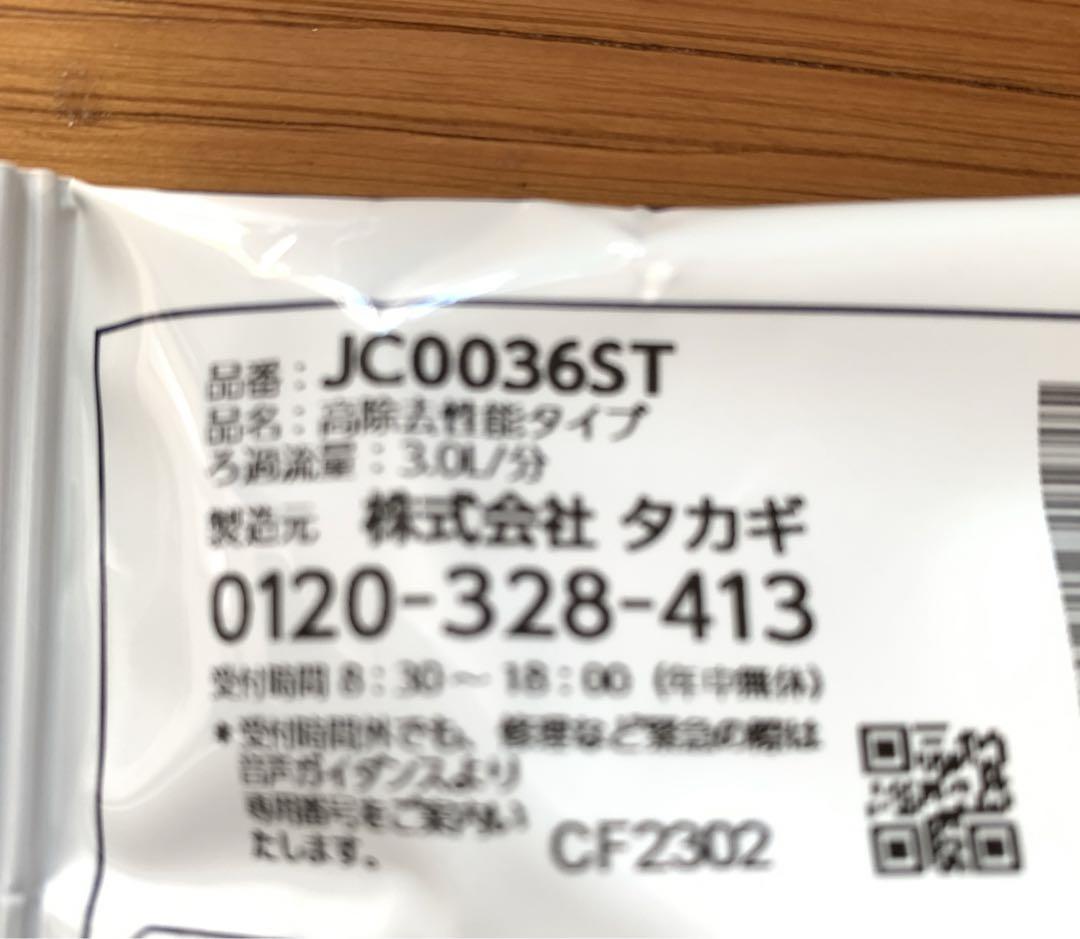 品番：JC0036ST
品名：高除去性能タイプ
ろ過流量：3.0L/分
製造元 株式会社 タカギ
0120-328-413
受付時間 8：30～18：00（年中無休）
*受付時間外でも、修理など緊急の際は
音声ガイダンスより
専用番号をご案内い
たします。
CF2302